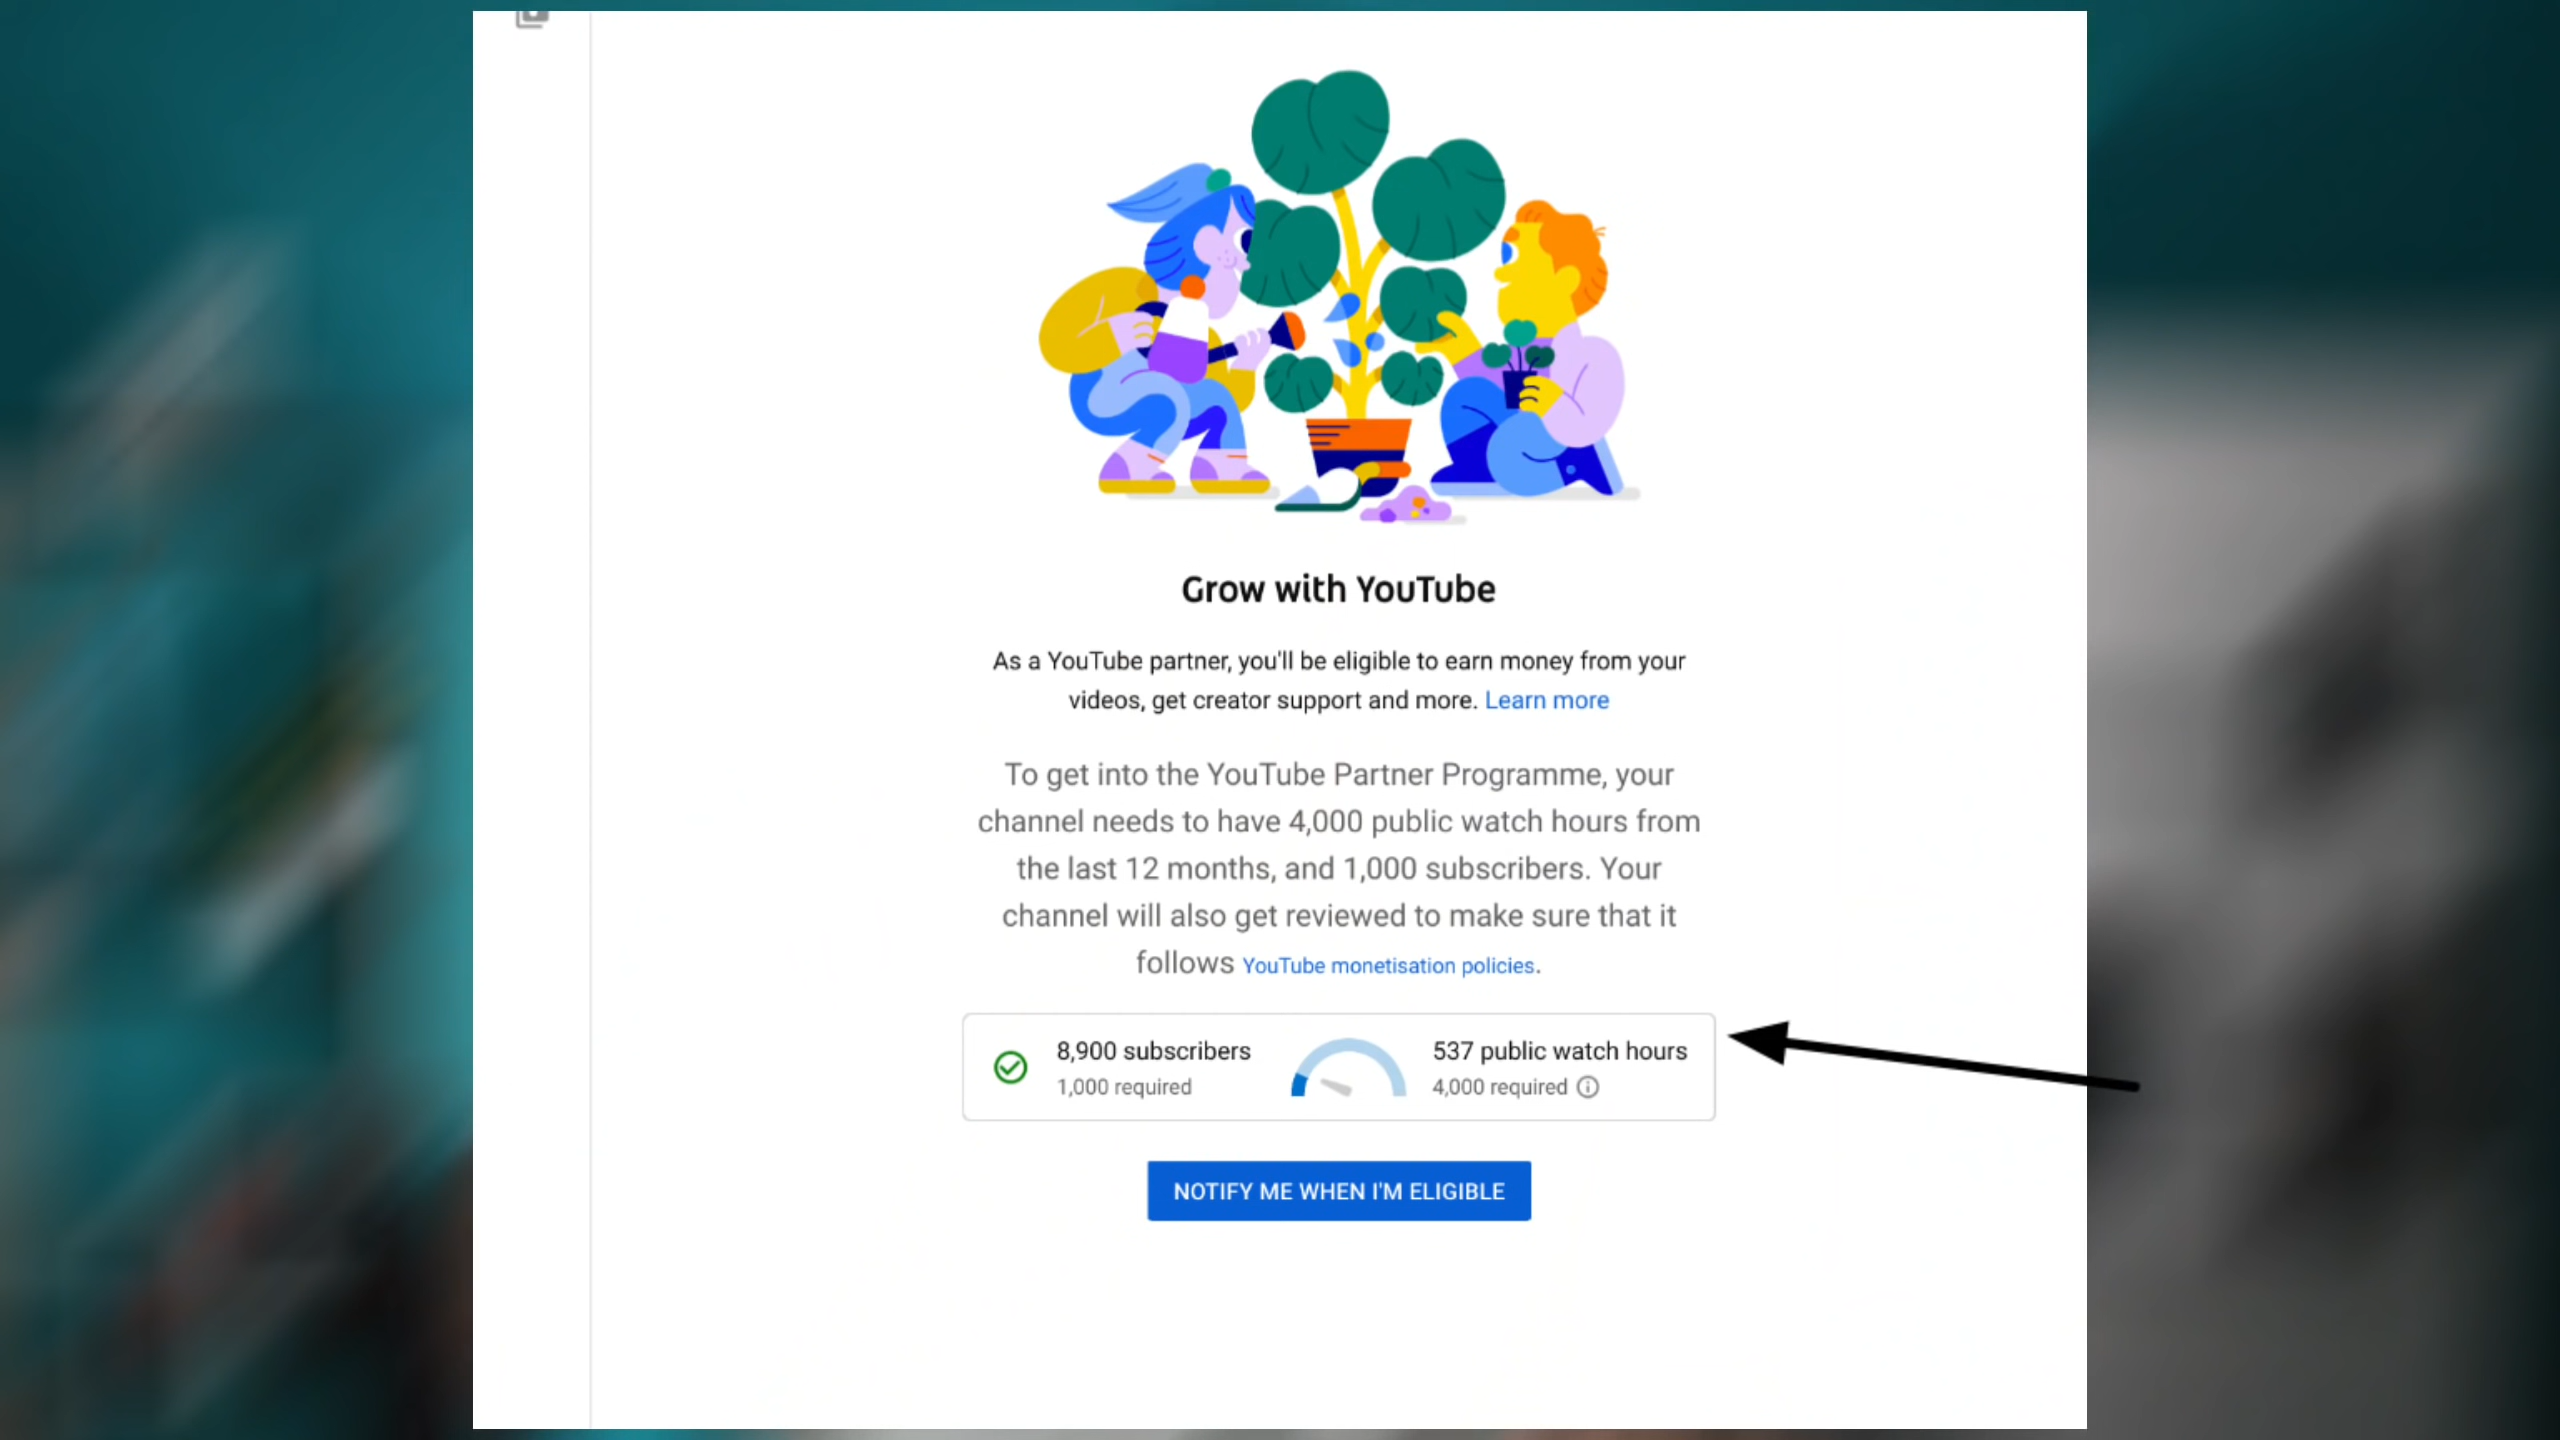 Grow with YouTube
As a YouTube partner, you'll be eligible to earn money from your
videos, get creator support and more. Learn more
To get into the YouTube Partner Programme, your
channel needs to have 4,000 public watch hours from
the last 12 months, and 1,000 subscribers. Your
channel will also get reviewed to make sure that it
follows YouTube monetisation policies.
8,900 subscribers
1,000 required
537 public watch hours
4,000 required
NOTIFY ME WHEN I'M ELIGIBLE